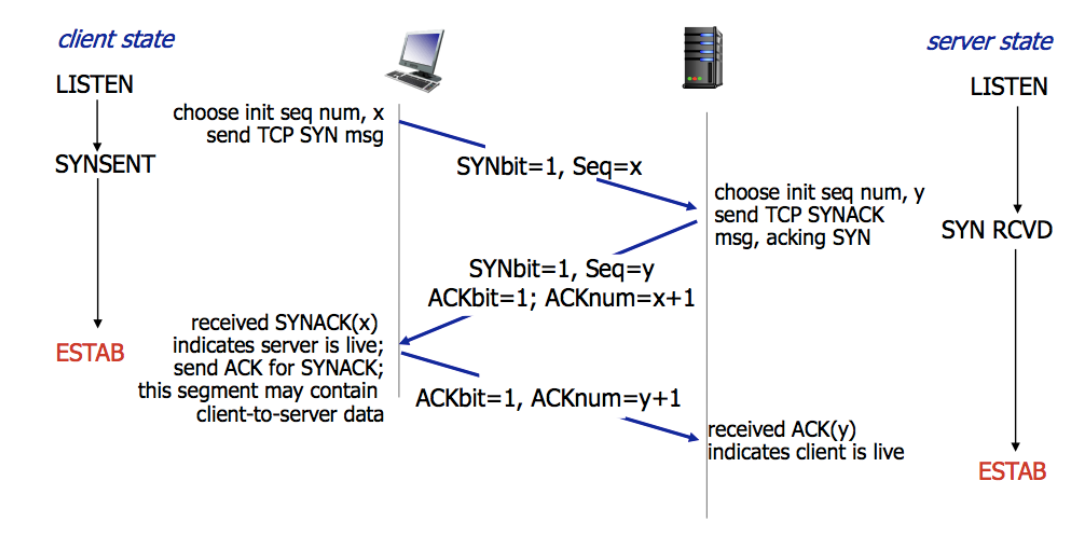 client state
server state
LISTEN
LISTEN
choose init seq num, x
send TCP SYN msg
SYNSENT
SYNbit=1, Seq=x
choose init seq num, y
send TCP SYNACK
msg, acking SYN
SYN RCVD
SYNbit=1, Seq=y
ACKbit=1; ACKnum=x+1
received SYNACK(x)
indicates server is live;
send ACK for SYNACK;
this segment may contain
client-to-server data
ESTAB
ACKbit=1, ACKnum=y+1
received ACK(y)
indicates client is live
ESTAB